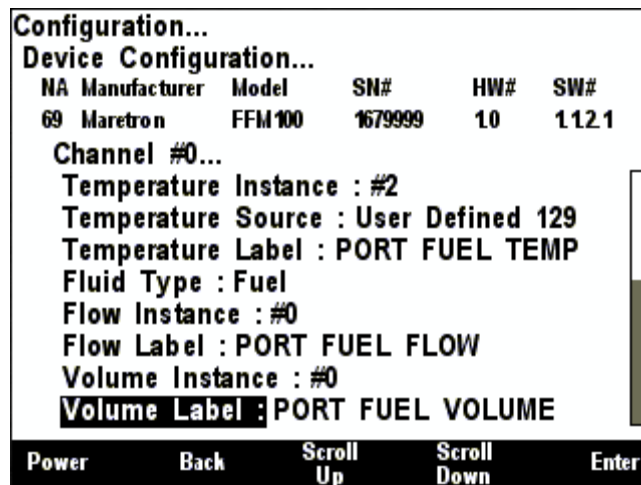 Configuration...
Device Configuration...
NA Manufacturer Model SN# HW# SW#
69 Maretron FFM100 1679999 1.0 1.1.2.1
Channel #0...
Temperature Instance : #2
Temperature Source : User Defined 129
Temperature Label : PORT FUEL TEMP
Fluid Type : Fuel
Flow Instance : #0
Flow Label : PORT FUEL FLOW
Volume Instance : #0
Volume Label : PORT FUEL VOLUME
Power Back Scroll Up Scroll Down Enter